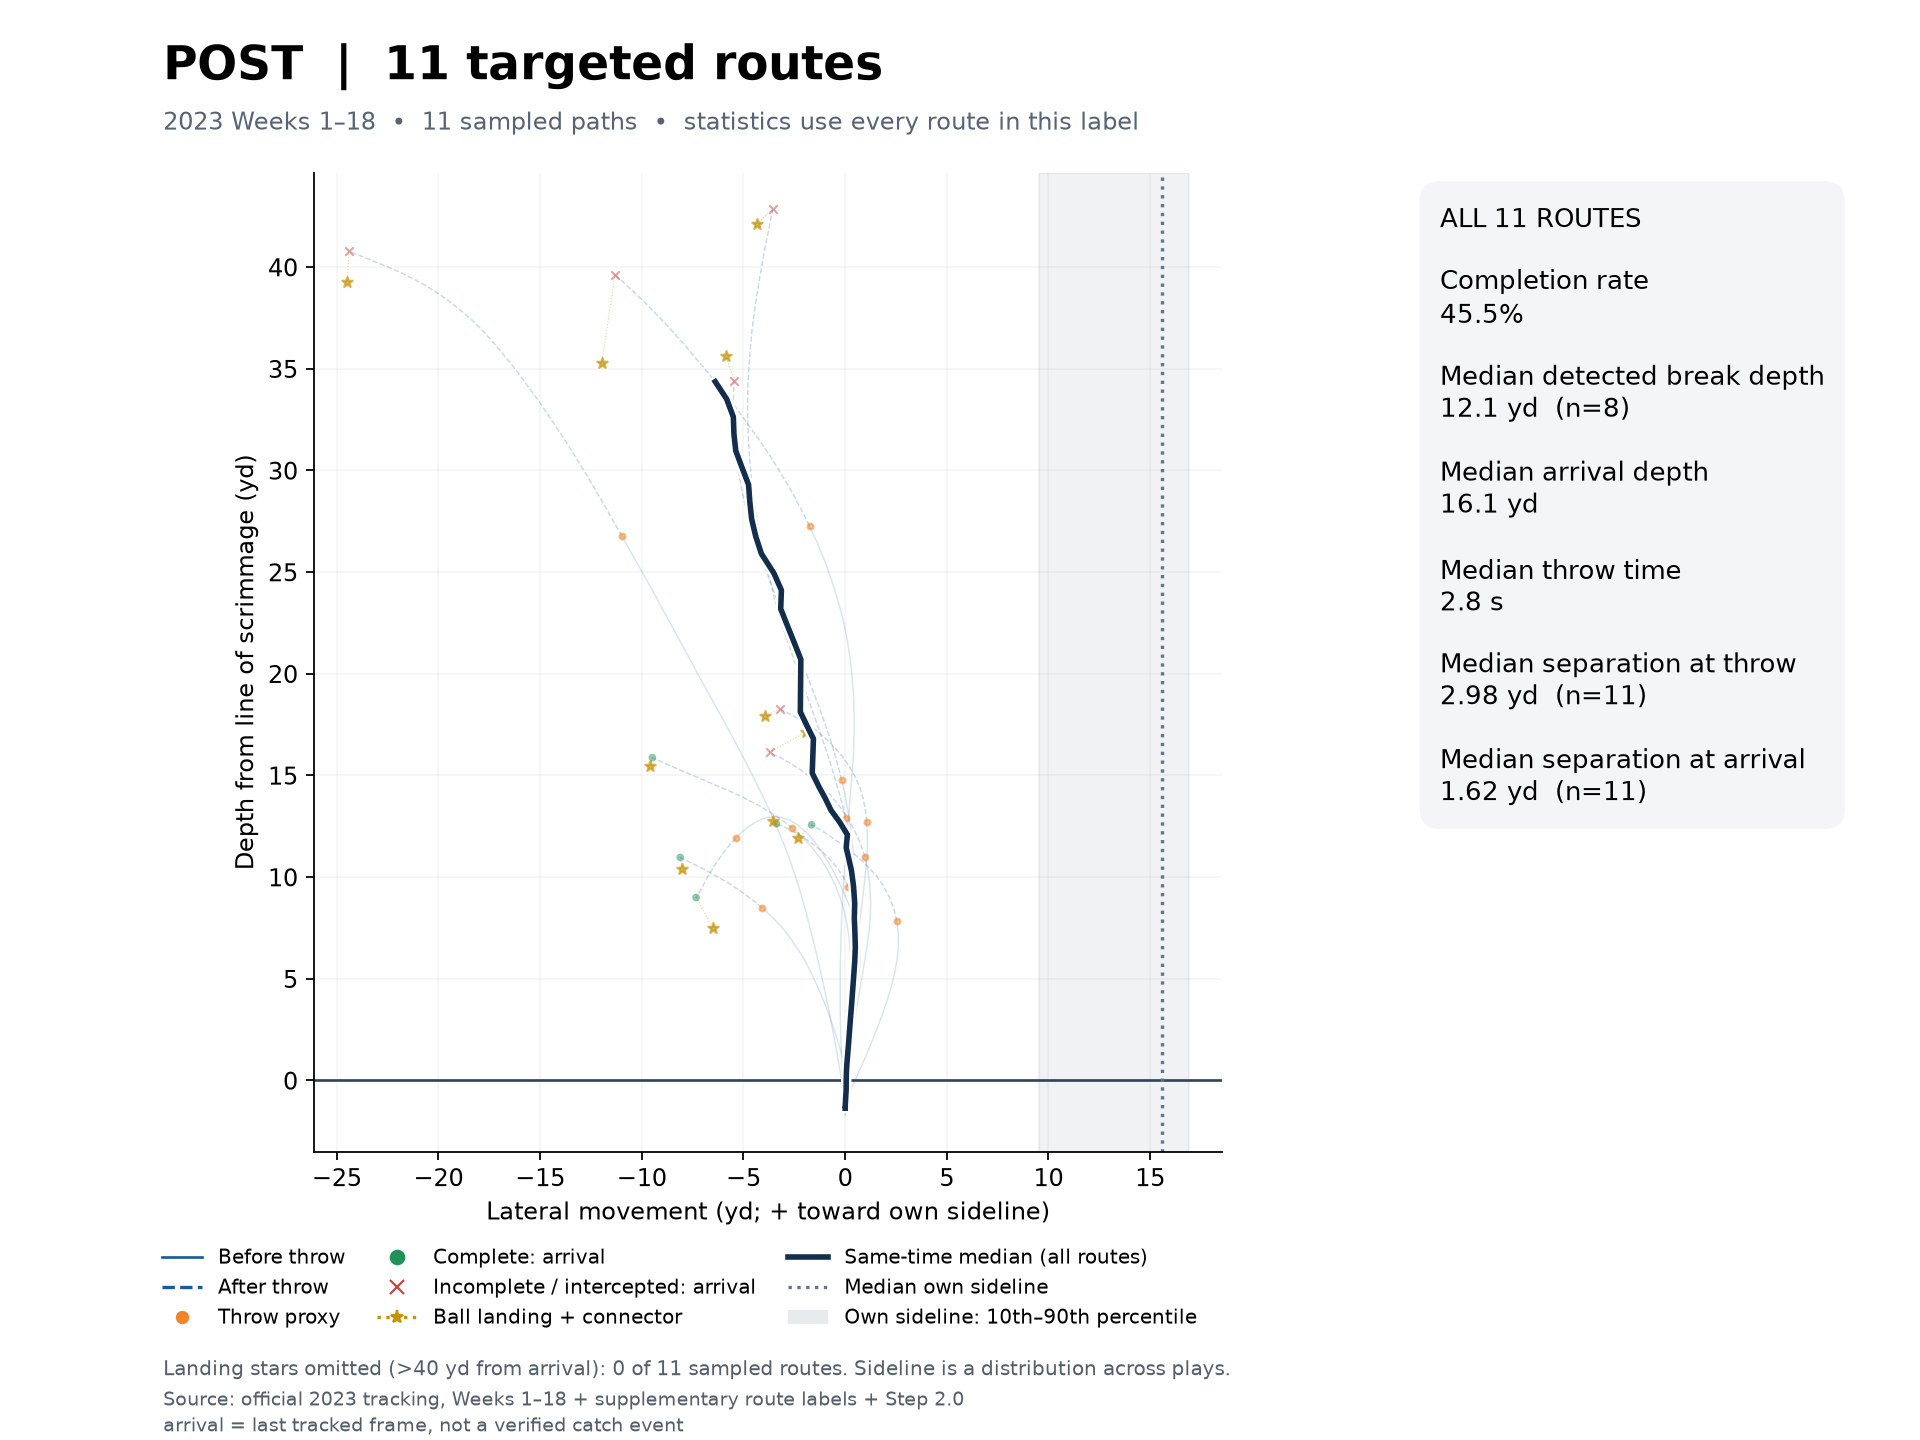 POST | 11 targeted routes
2023 Weeks 1–18 • 11 sampled paths • statistics use every route in this label
ALL 11 ROUTES
Completion rate
45.5%
Median detected break depth
12.1 yd (n=8)
Median arrival depth
16.1 yd
Median throw time
2.8 s
Median separation at throw
2.98 yd (n=11)
Median separation at arrival
1.62 yd (n=11)
Depth from line of scrimmage (yd)
40
35
30
25
20
15
10
5
0
−25 −20 −15 −10 −5 0 5 10 15
Lateral movement (yd; + toward own sideline)
Before throw
After throw
Throw proxy
Complete: arrival
Incomplete / intercepted: arrival
Ball landing + connector
Same-time median (all routes)
Median own sideline
Own sideline: 10th–90th percentile
Landing stars omitted (>40 yd from arrival): 0 of 11 sampled routes. Sideline is a distribution across plays.
Source: official 2023 tracking, Weeks 1–18 + supplementary route labels + Step 2.0
arrival = last tracked frame, not a verified catch event